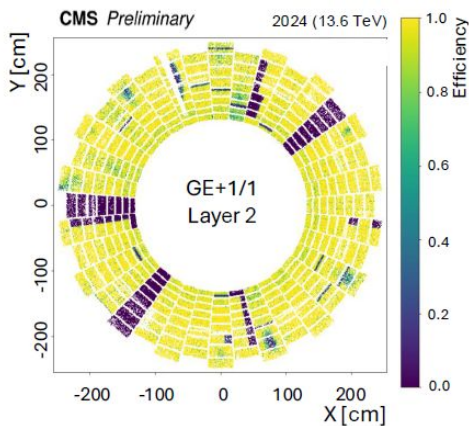 CMS Preliminary 2024 (13.6 TeV)
Y [cm]
200
100
0
-100
-200
GE+1/1
Layer 2
-200 -100 0 100 200
X [cm]
1.0
0.8
0.6
0.4
0.2
0.0
Efficiency